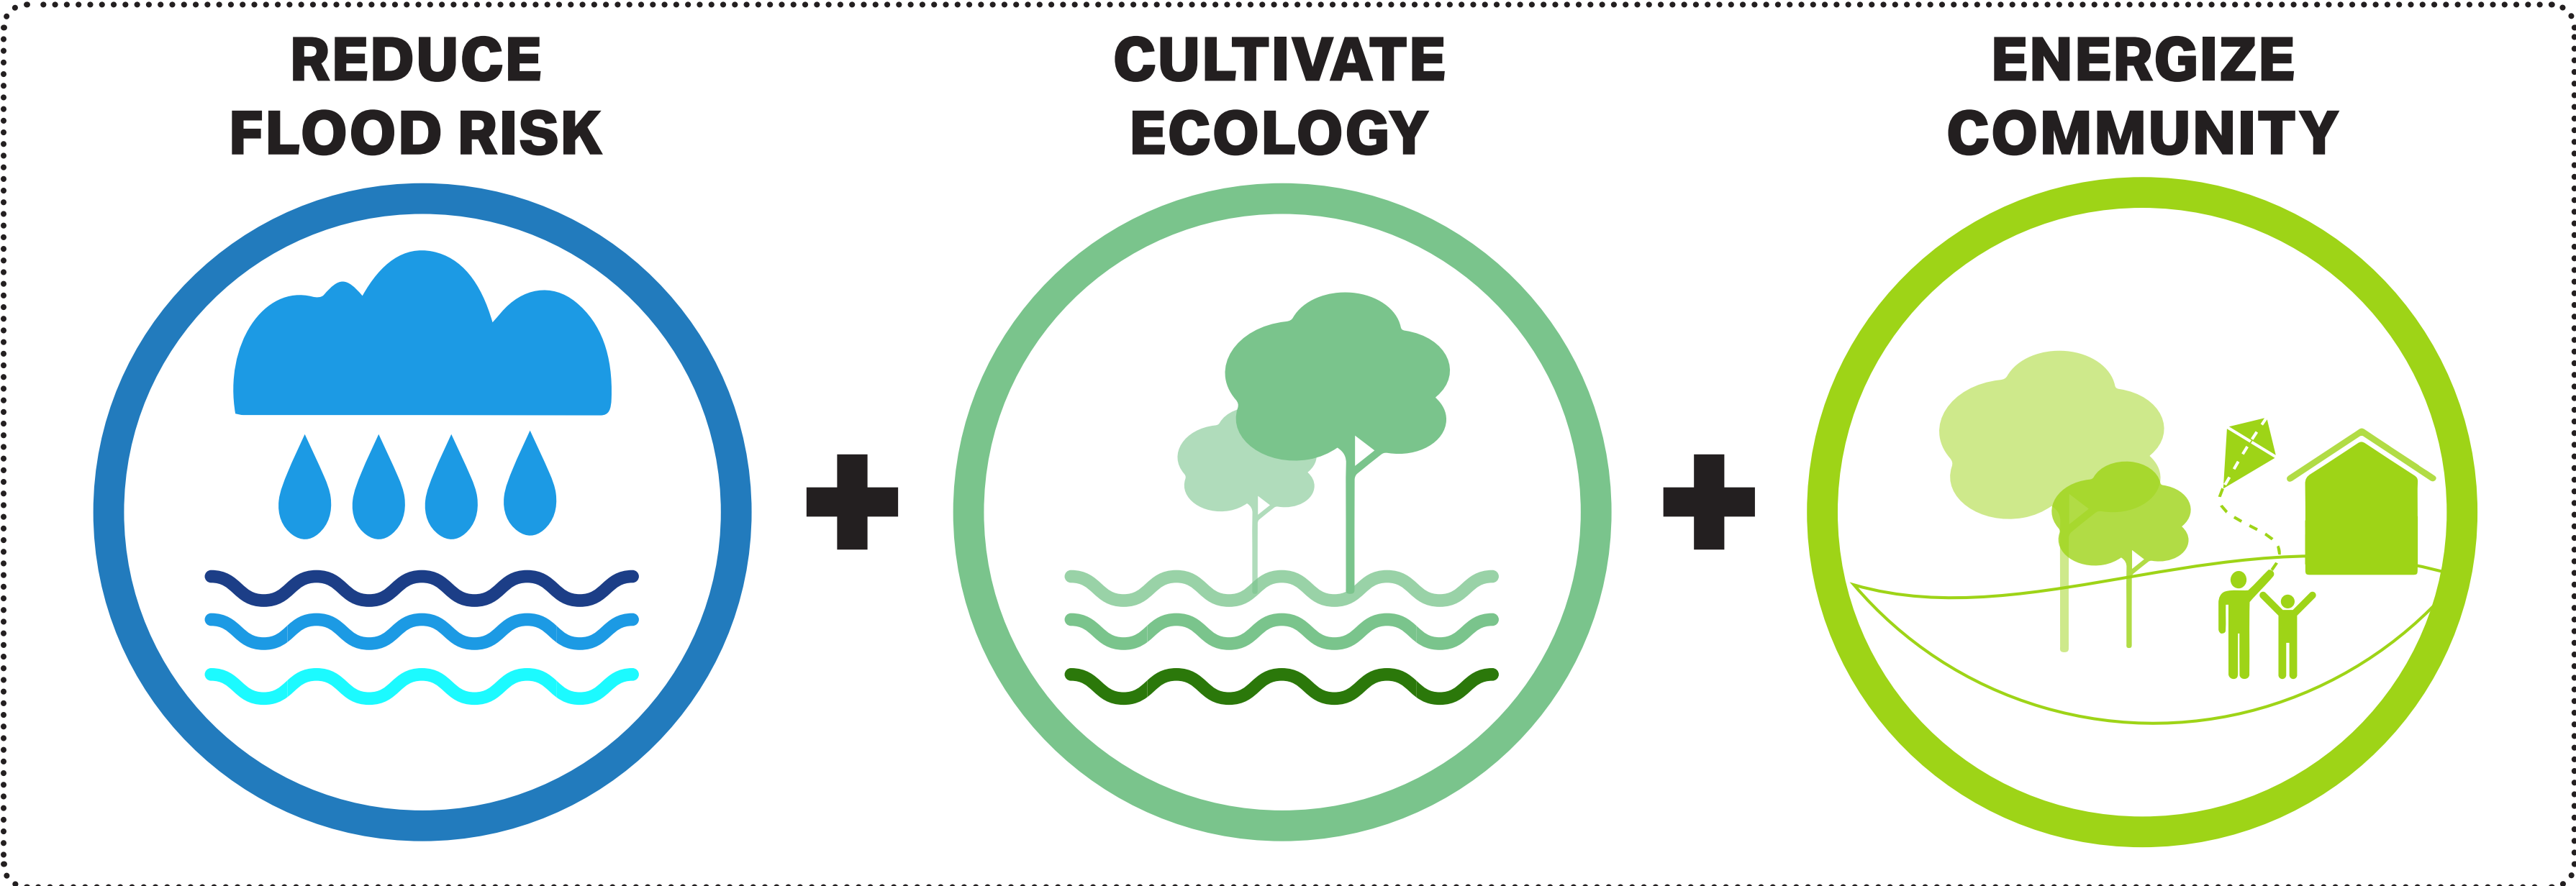 REDUCE
FLOOD RISK
CULTIVATE
ECOLOGY
ENERGIZE
COMMUNITY